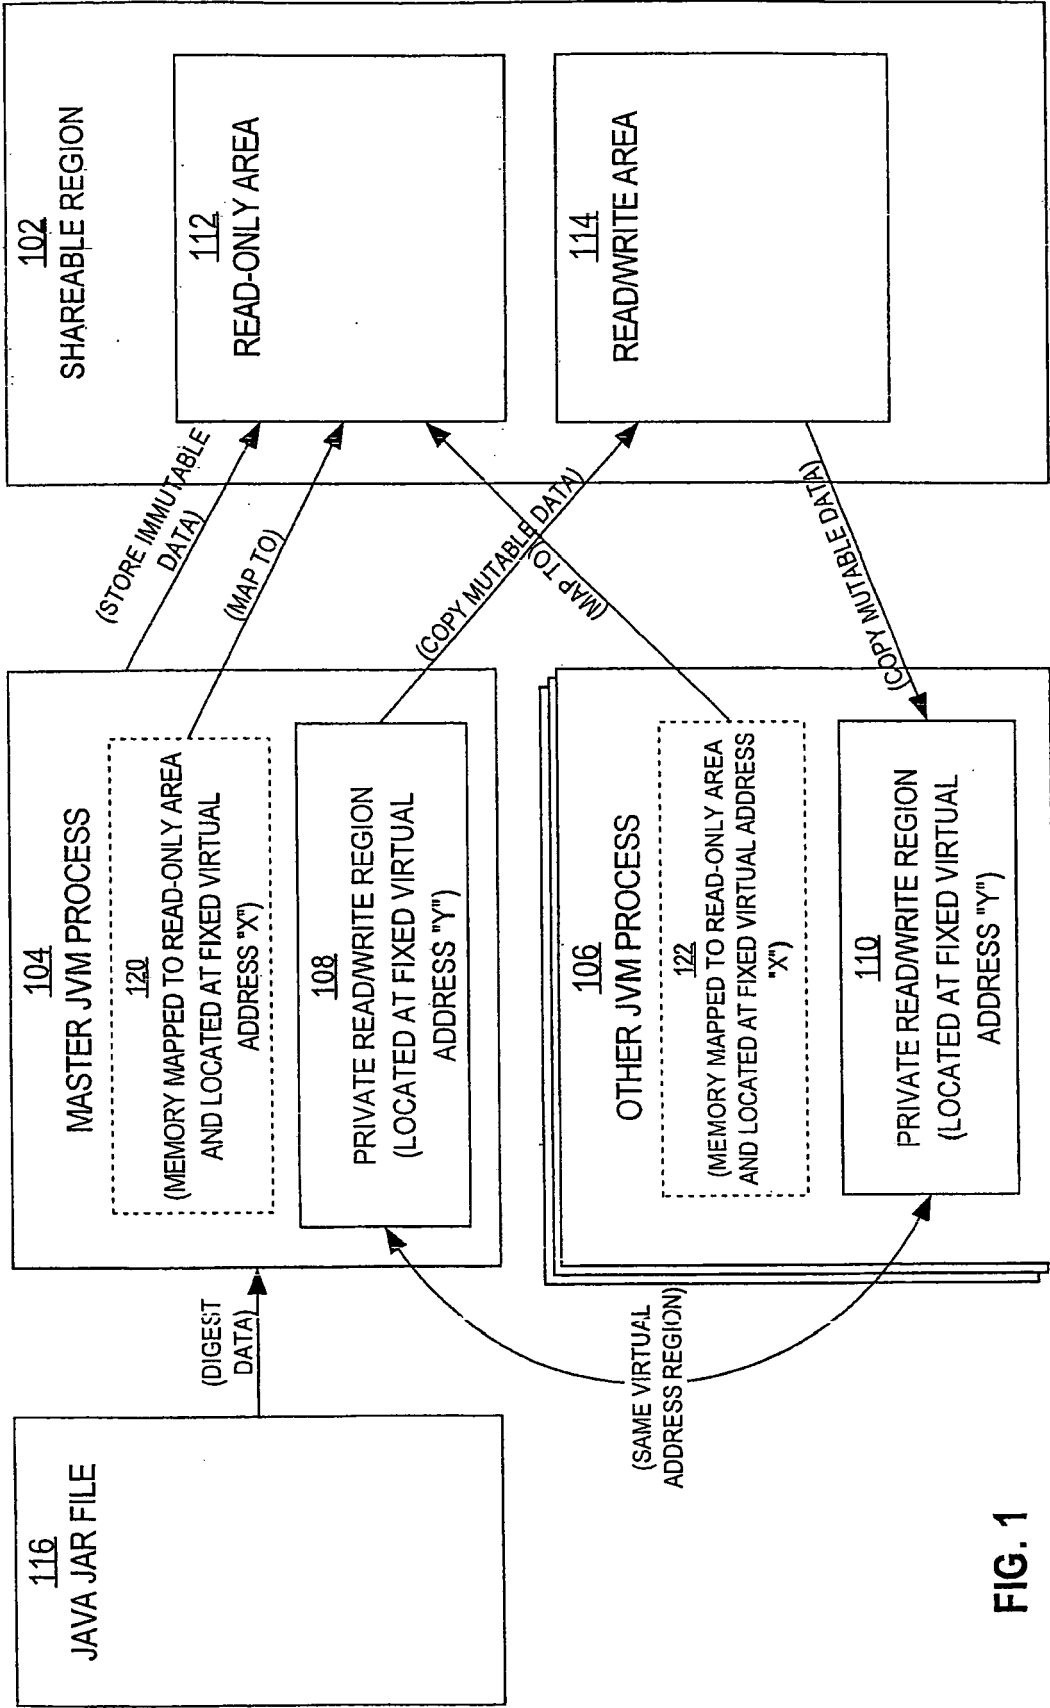 116
JAVA JAR FILE
(DIGEST
DATA)
104
MASTER JVM PROCESS
120
(MEMORY MAPPED TO READ-ONLY AREA
AND LOCATED AT FIXED VIRTUAL
ADDRESS "X")
108
PRIVATE READ/WRITE REGION
(LOCATED AT FIXED VIRTUAL
ADDRESS "Y")
(STORE IMMUTABLE
DATA)
(MAP TO)
(COPY MUTABLE DATA)
102
SHAREABLE REGION
112
READ-ONLY AREA
114
READ/WRITE AREA
(SAME VIRTUAL
ADDRESS REGION)
106
OTHER JVM PROCESS
122
(MEMORY MAPPED TO READ-ONLY AREA
AND LOCATED AT FIXED VIRTUAL ADDRESS
"X")
110
PRIVATE READ/WRITE REGION
(LOCATED AT FIXED VIRTUAL
ADDRESS "Y")
(MAP TO)
(COPY MUTABLE DATA)
FIG. 1